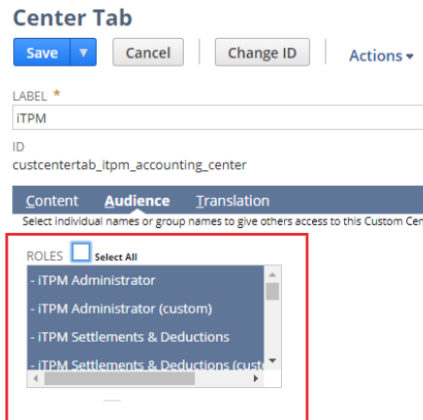 Center Tab
Save Cancel Change ID Actions
LABEL *
iTPM
ID
custcentertab_itpm_accounting_center
Content Audience Translation
Select individual names or group names to give others access to this Custom Cen
ROLES Select All
- iTPM Administrator
- iTPM Administrator (custom)
- iTPM Settlements & Deductions
- iTPM Settlements & Deductions (custo